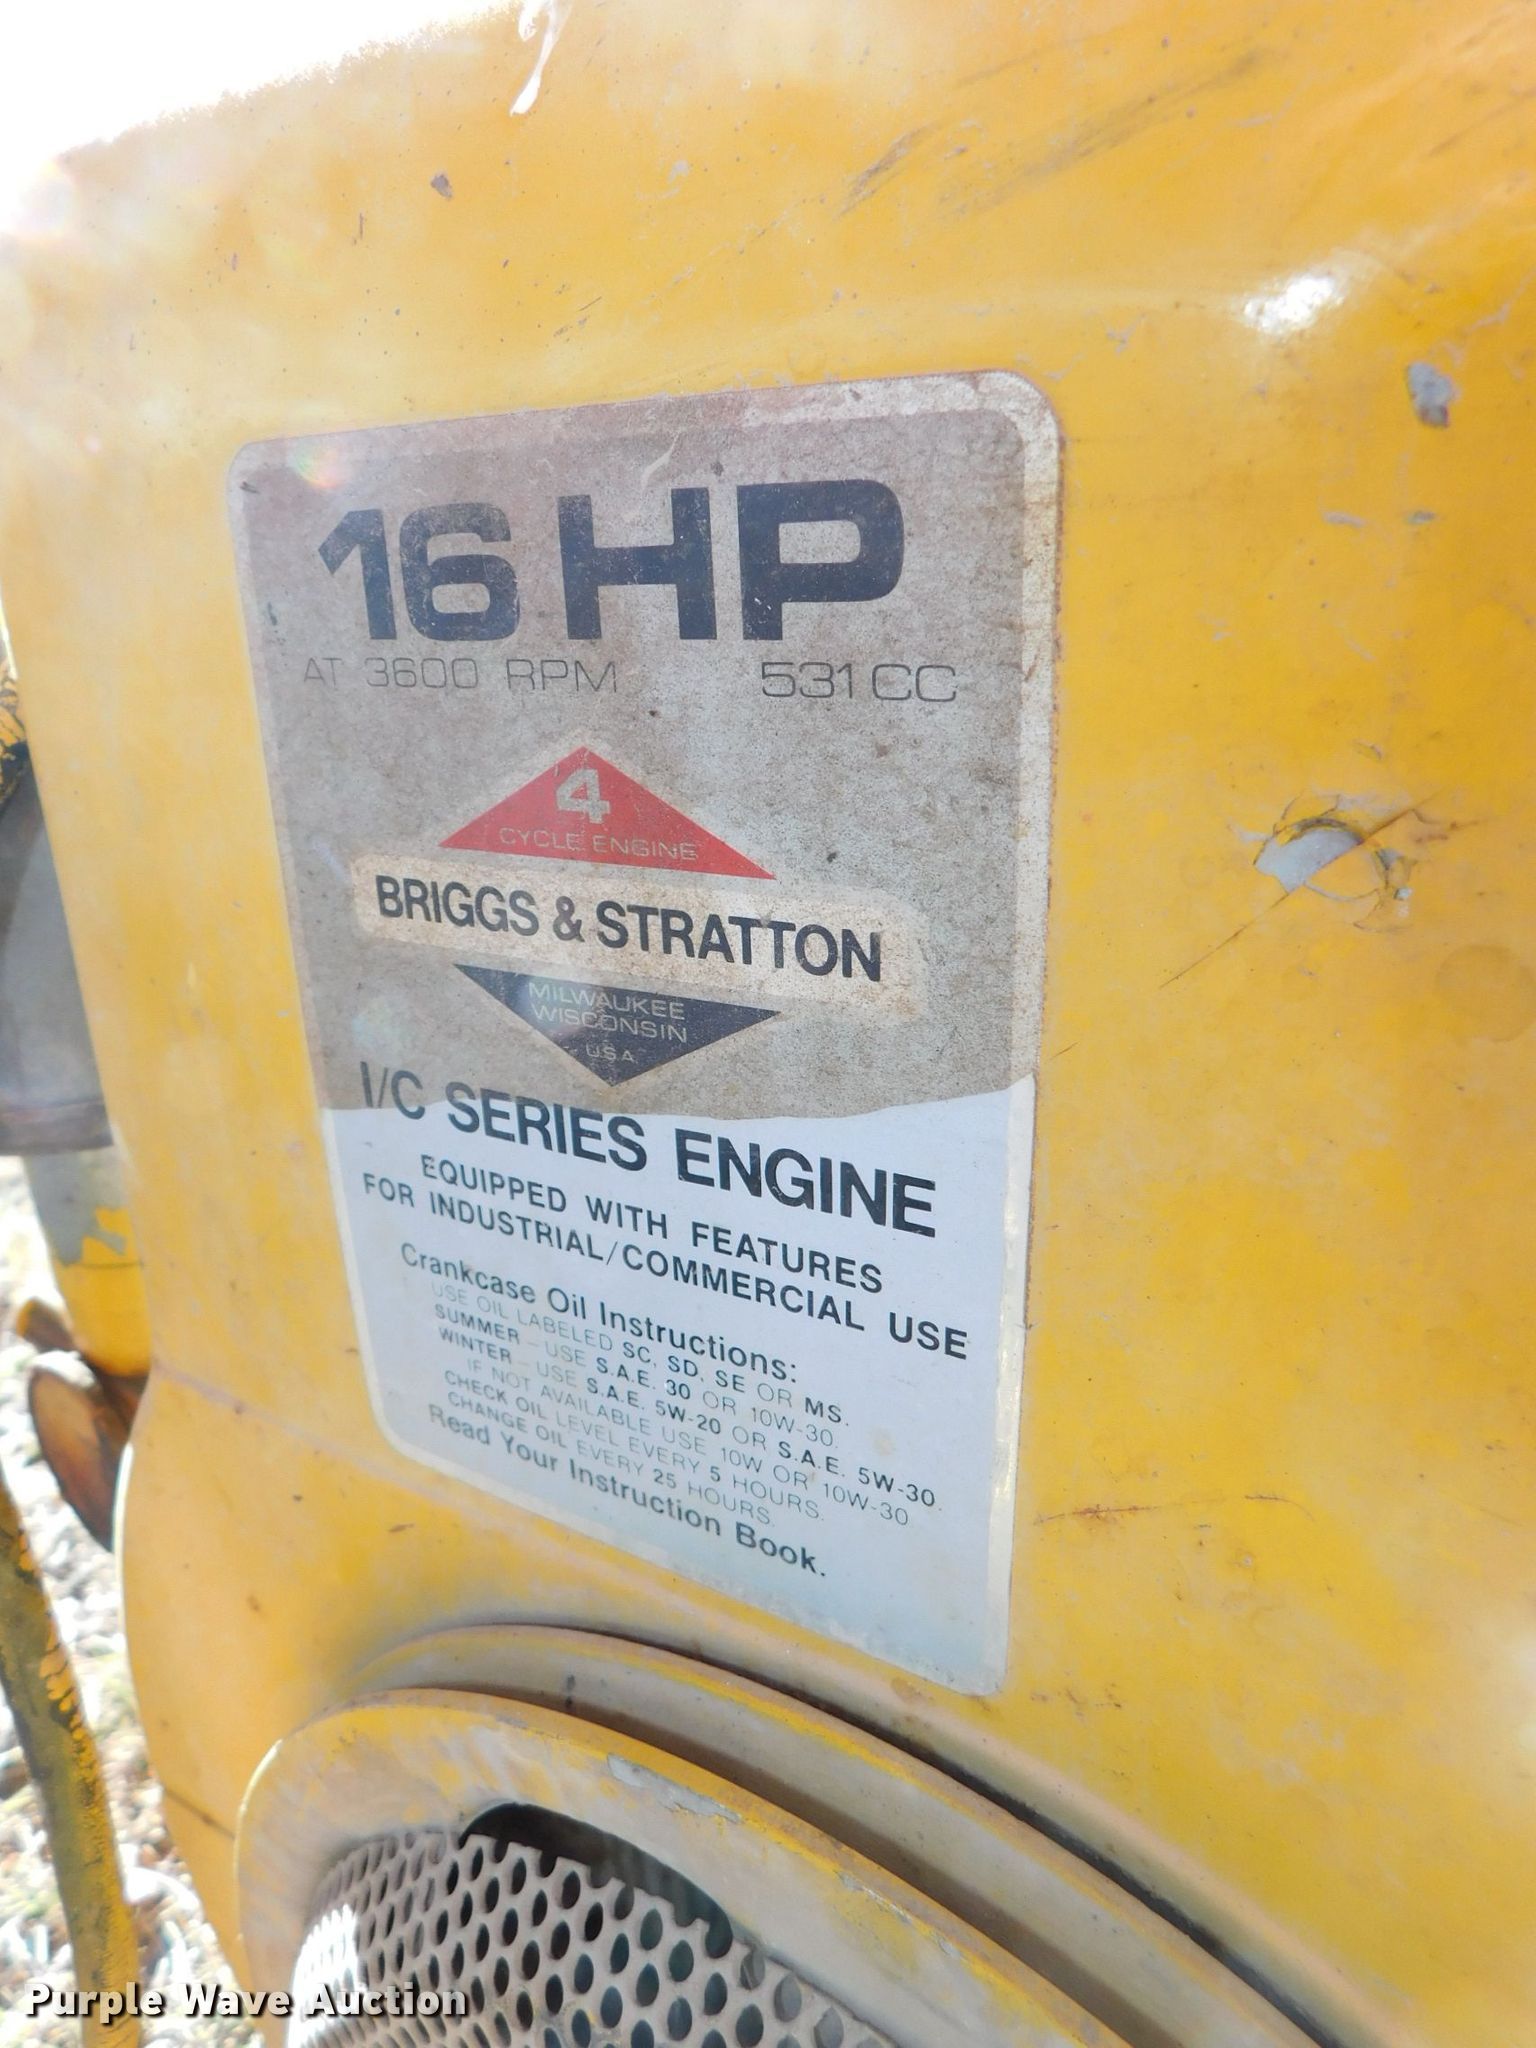 16 HP
AT 3600 RPM 531 CC
4
CYCLE ENGINE
BRIGGS & STRATTON
MILWAUKEE
WISCONSIN
USA
I/C SERIES ENGINE
EQUIPPED WITH FEATURES
FOR INDUSTRIAL/COMMERCIAL USE
Crankcase Oil Instructions:
USE OIL LABELED SC, SD, SE OR MS.
SUMMER - USE S.A.E. 30 OR 10W-30.
WINTER - USE S.A.E. 5W-20 OR S.A.E. 5W-30.
IF NOT AVAILABLE USE 10W OR 10W-30
CHECK OIL LEVEL EVERY 5 HOURS.
CHANGE OIL EVERY 25 HOURS.
Read Your Instruction Book.
Purple Wave Auction